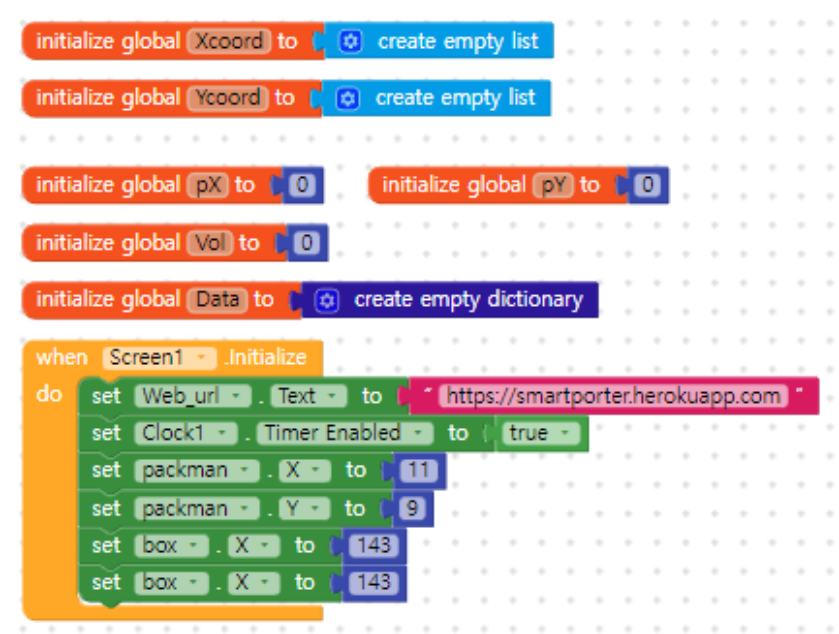 initialize global Xcoord to create empty list
initialize global Ycoord to create empty list
initialize global pX to 0 initialize global pY to 0
initialize global Vol to 0
initialize global Data to create empty dictionary
when Screen1 .Initialize
do set Web_url . Text to " https://smartporter.herokuapp.com "
set Clock1 . Timer Enabled to true
set packman . X to 11
set packman . Y to 9
set box . X to 143
set box . X to 143